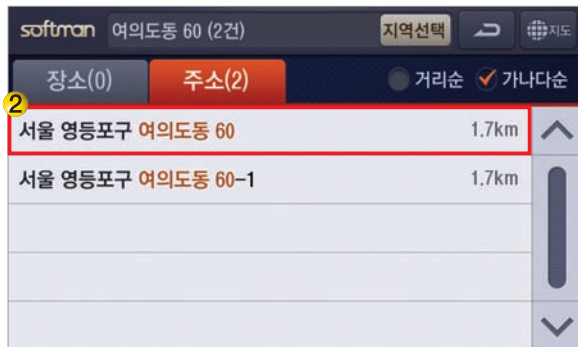 softman 여의도동 60 (2건) 지역선택 지도
장소(0) 주소(2) 거리순 가나다순
2
서울 영등포구 여의도동 60 1.7km
서울 영등포구 여의도동 60-1 1.7km